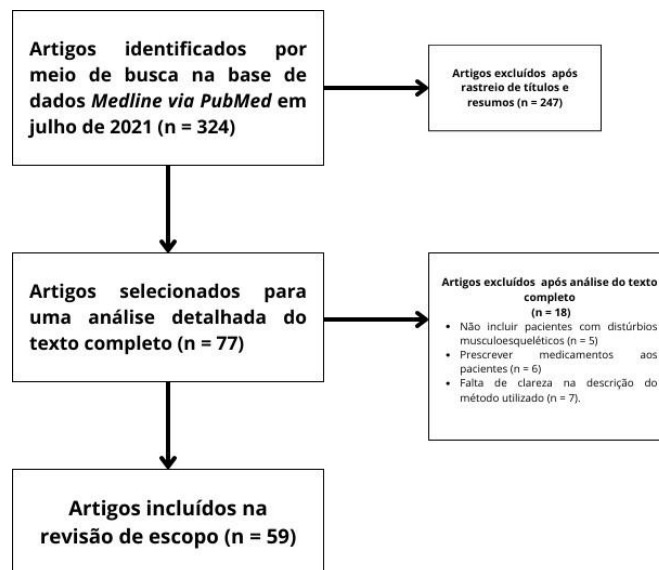 Artigos identificados por
meio de busca na base de
dados Medline via PubMed em
julho de 2021 (n = 324)
Artigos excluídos após
rastreio de títulos e
resumos (n = 247)
Artigos selecionados para
uma análise detalhada do
texto completo (n = 77)
Artigos excluídos após análise do texto
completo
(n = 18)
• Não incluir pacientes com distúrbios
musculoesqueléticos (n = 5)
• Prescrever medicamentos aos
pacientes (n = 6)
• Falta de clareza na descrição do
método utilizado (n = 7).
Artigos incluídos na
revisão de escopo (n = 59)